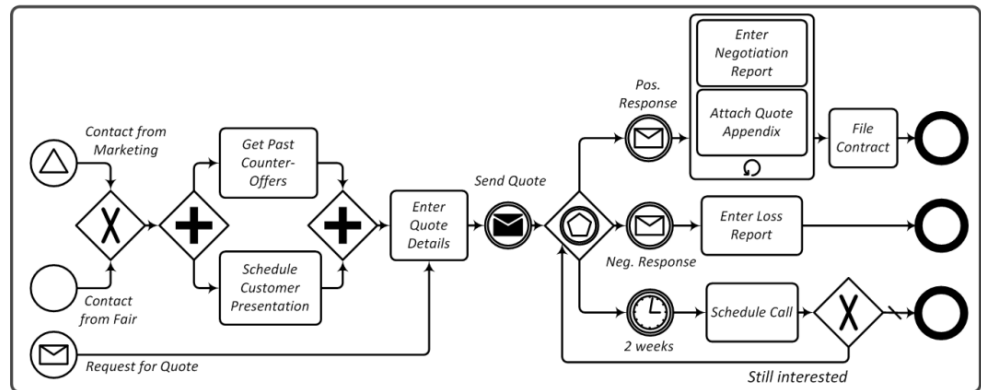 Contact from
Marketing
Get Past
Counter-
Offers
Schedule
Customer
Presentation
Contact
from Fair
Request for Quote
Enter
Quote
Details
Send Quote
Pos.
Response
Enter
Negotiation
Report
Attach Quote
Appendix
File
Contract
Neg. Response
Enter Loss
Report
2 weeks
Schedule Call
Still interested